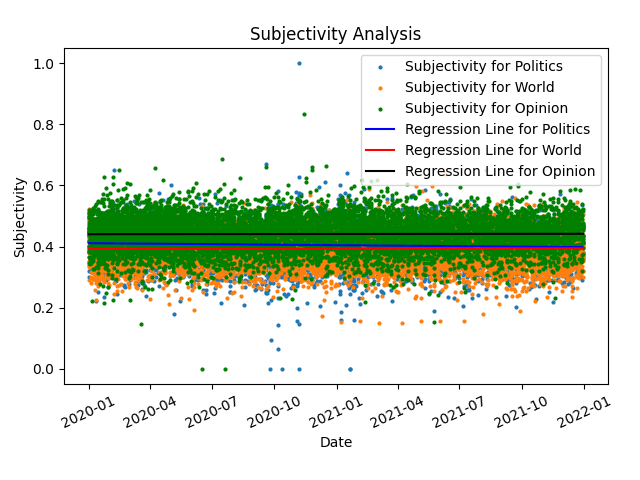 Subjectivity Analysis
Subjectivity for Politics
Subjectivity for World
Subjectivity for Opinion
Regression Line for Politics
Regression Line for World
Regression Line for Opinion
Subjectivity
1.0
0.8
0.6
0.4
0.2
0.0
2020-01
2020-04
2020-07
2020-10
2021-01
2021-04
2021-07
2021-10
2022-01
Date